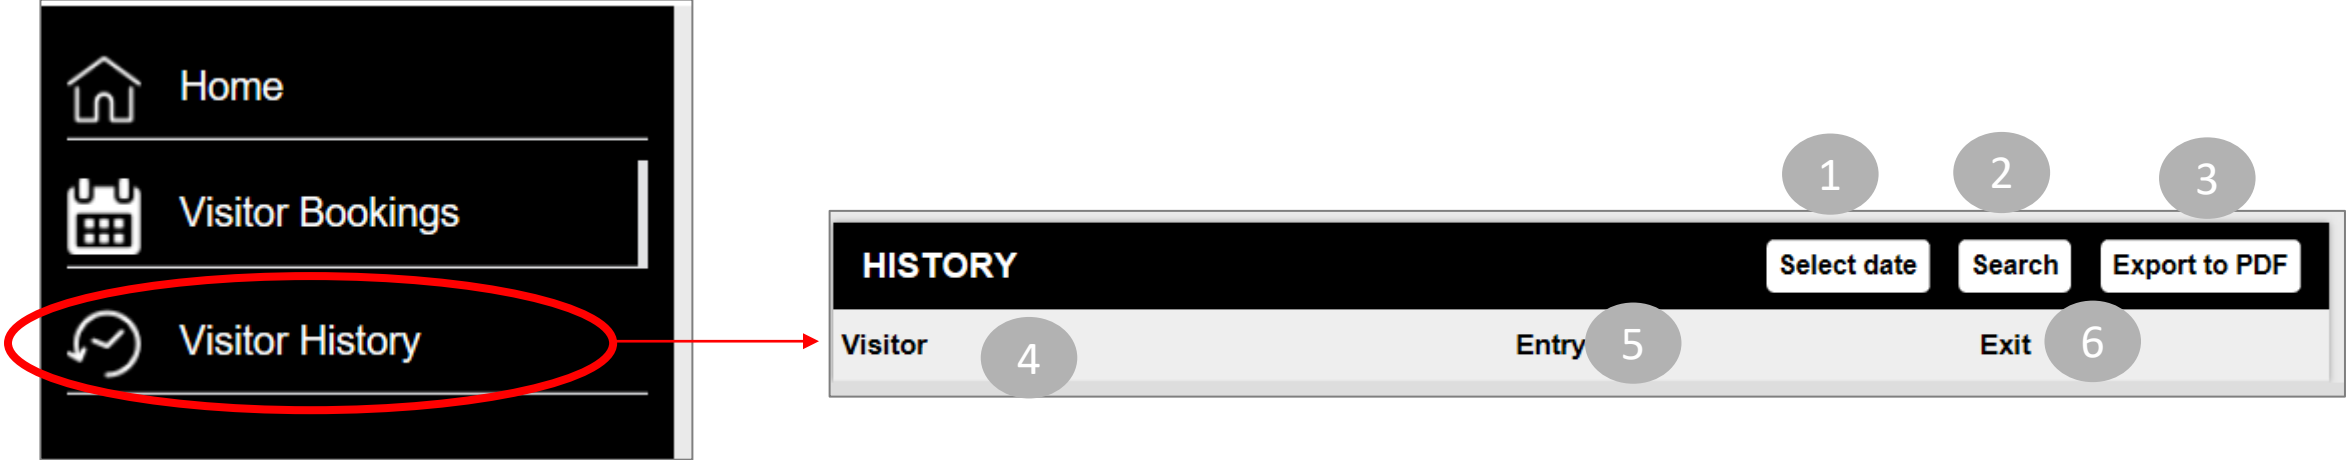 Home
Visitor Bookings
Visitor History
1 2 3
HISTORY Select date Search Export to PDF
Visitor 4 Entry 5 Exit 6